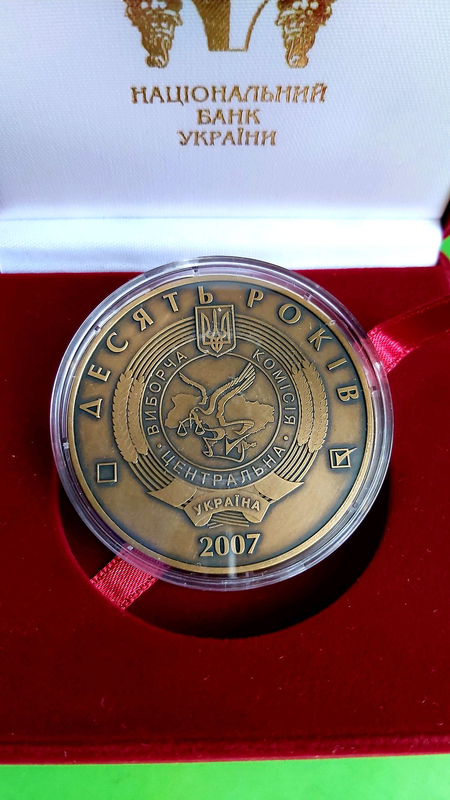 НАЦІОНАЛЬНИЙ
БАНК
УКРАЇНИ
ДЕСЯТЬ РОКІВ
ВИБОРЧА КОМІСІЯ
• ЦЕНТРАЛЬНА •
УКРАЇНА
2007